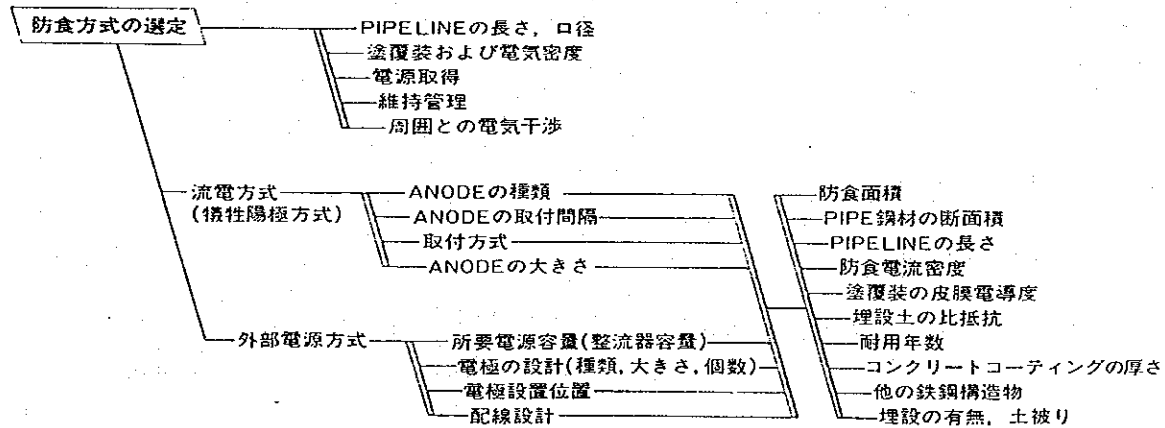 防食方式の選定
PIPELINEの長さ，口径
塗覆装および電気密度
電源取得
維持管理
周囲との電気干渉
流電方式
(犠牲陽極方式)
ANODEの種類
ANODEの取付間隔
取付方式
ANODEの大きさ
外部電源方式
所要電源容量(整流器容量)
電極の設計(種類，大きさ，個数)
電極設置位置
配線設計
防食面積
PIPE鋼材の断面積
PIPELINEの長さ
防食電流密度
塗覆装の皮膜電導度
埋設土の比抵抗
耐用年数
コンクリートコーティングの厚さ
他の鉄鋼構造物
埋設の有無，土被り